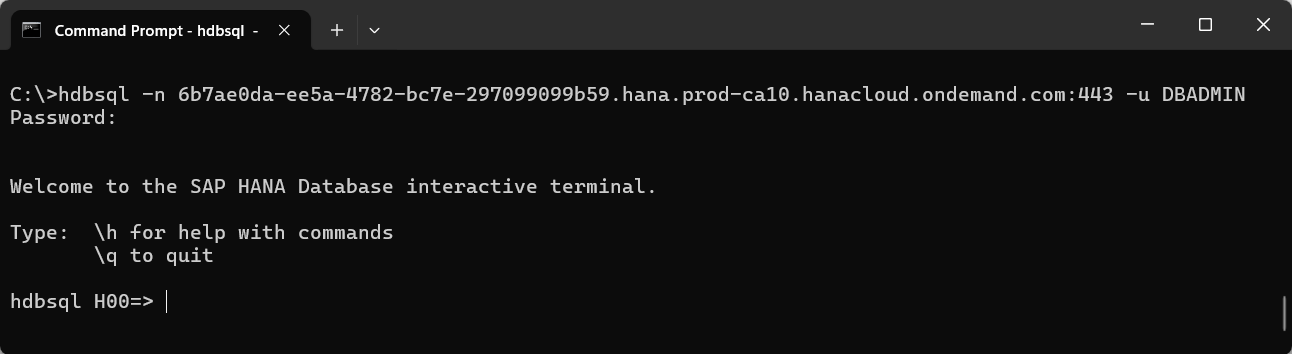 Command Prompt - hdbsql -
C:\>hdbsql -n 6b7ae0da-ee5a-4782-bc7e-297099099b59.hana.prod-ca10.hanacloud.ondemand.com:443 -u DBADMIN
Password:
Welcome to the SAP HANA Database interactive terminal.
Type:  \h for help with commands
       \q to quit
hdbsql H00=>